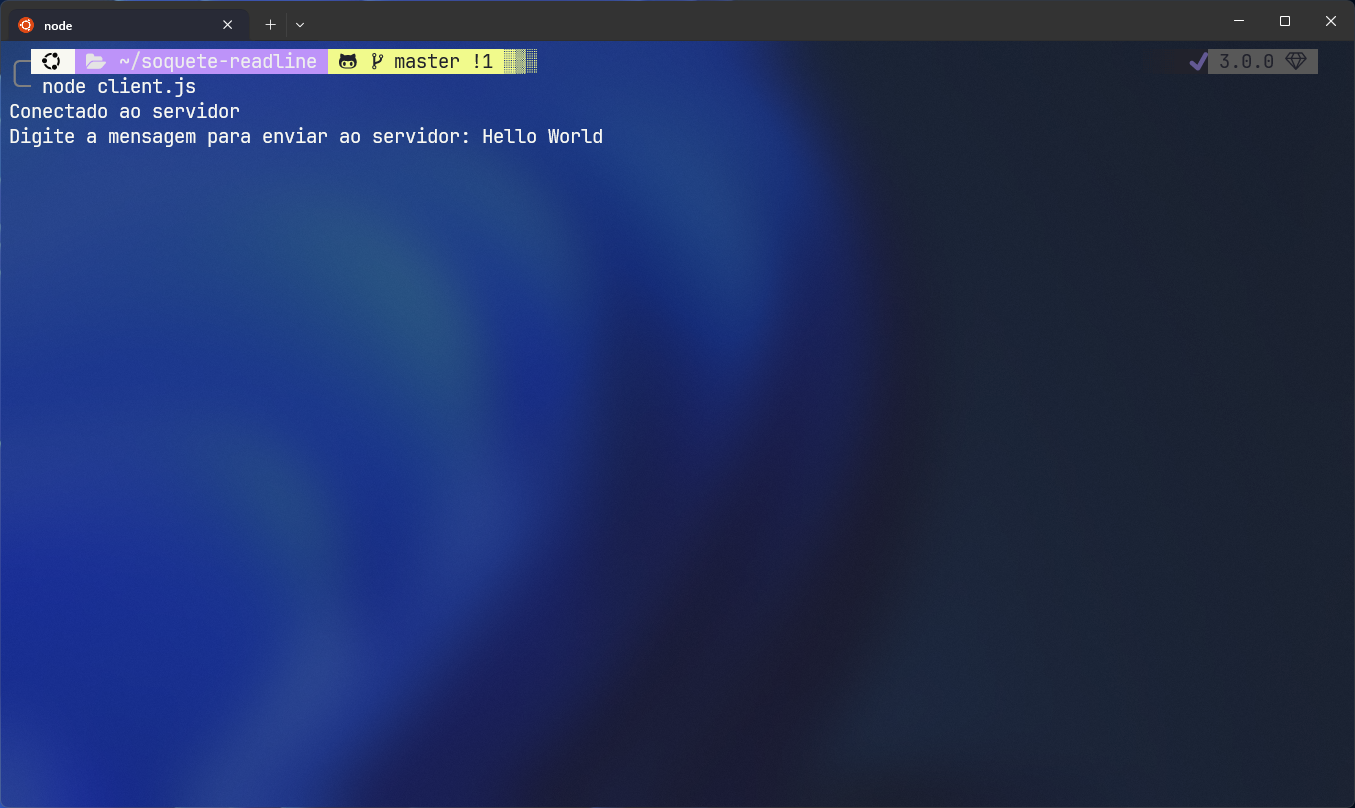 node
~/soquete-readline master !1 3.0.0
node client.js
Conectado ao servidor
Digite a mensagem para enviar ao servidor: Hello World